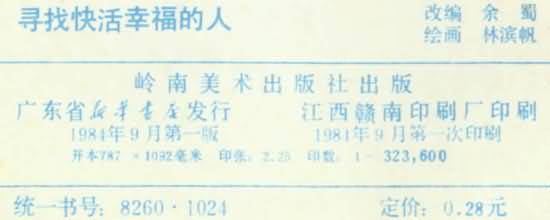 寻找快活幸福的人
改编 余蜀
绘画 林滨帆
岭南美术出版社出版
广东省新华书店发行 江西赣南印刷厂印刷
1984年9月第一版 1984年9月第一次印刷
开本787×1092毫米 印张: 2.25 印数: 1-323,600
统一书号: 8260·1024 定价: 0.28元